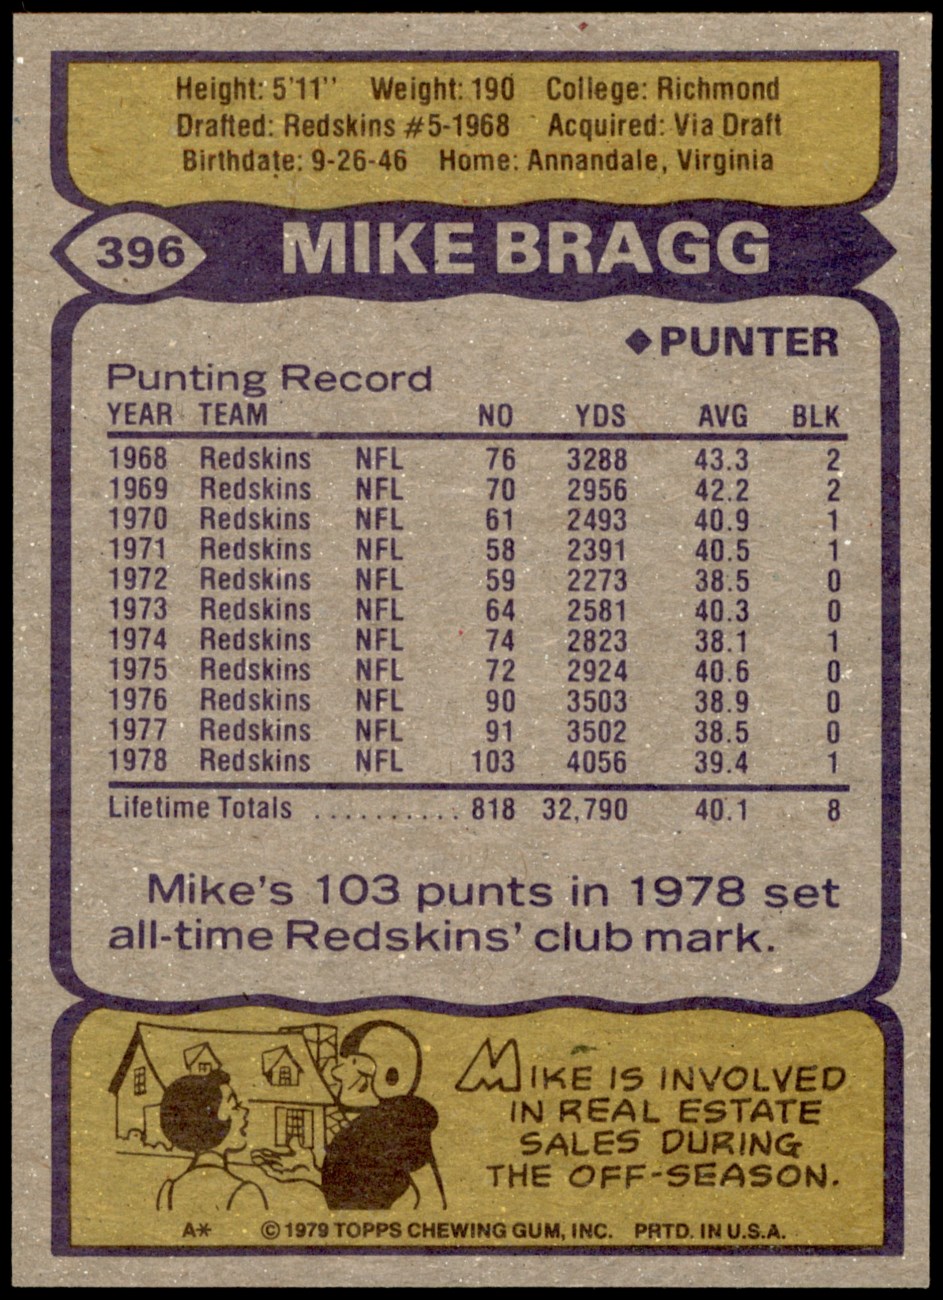 Height: 5'11'' Weight: 190 College: Richmond
Drafted: Redskins #5-1968 Acquired: Via Draft
Birthdate: 9-26-46 Home: Annandale, Virginia
396 MIKE BRAGG
◆PUNTER
Punting Record
YEAR TEAM NO YDS AVG BLK
1968 Redskins NFL 76 3288 43.3 2
1969 Redskins NFL 70 2956 42.2 2
1970 Redskins NFL 61 2493 40.9 1
1971 Redskins NFL 58 2391 40.5 1
1972 Redskins NFL 59 2273 38.5 0
1973 Redskins NFL 64 2581 40.3 0
1974 Redskins NFL 74 2823 38.1 1
1975 Redskins NFL 72 2924 40.6 0
1976 Redskins NFL 90 3503 38.9 0
1977 Redskins NFL 91 3502 38.5 0
1978 Redskins NFL 103 4056 39.4 1
Lifetime Totals .......... 818 32,790 40.1 8
Mike's 103 punts in 1978 set
all-time Redskins' club mark.
MIKE IS INVOLVED
IN REAL ESTATE
SALES DURING
THE OFF-SEASON.
A* © 1979 TOPPS CHEWING GUM, INC. PRTD. IN U.S.A.